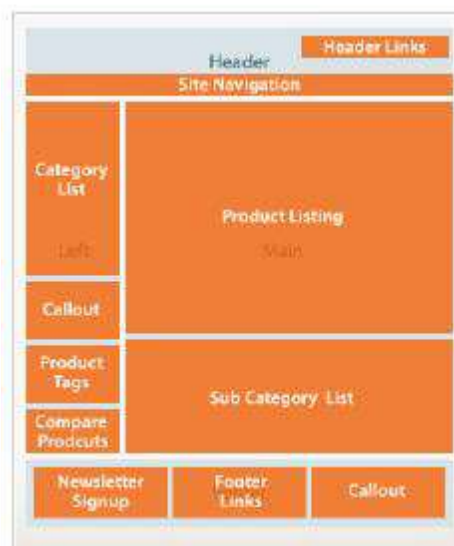 Header Links
Header
Site Navigation
Category
List
Left
Product Listing
Main
Callout
Product
Tags
Compare
Prodcuts
Sub Category List
Newsletter
Signup
Footer
Links
Callout